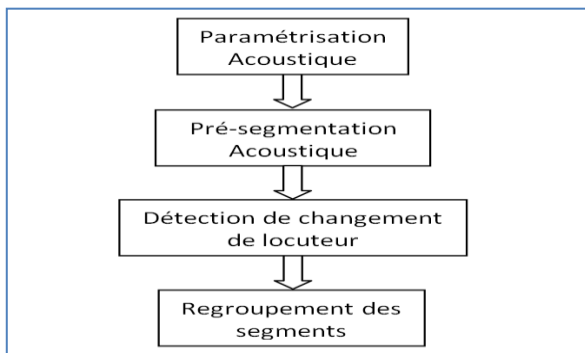 Paramétrisation
Acoustique
Pré-segmentation
Acoustique
Détection de changement
de locuteur
Regroupement des
segments